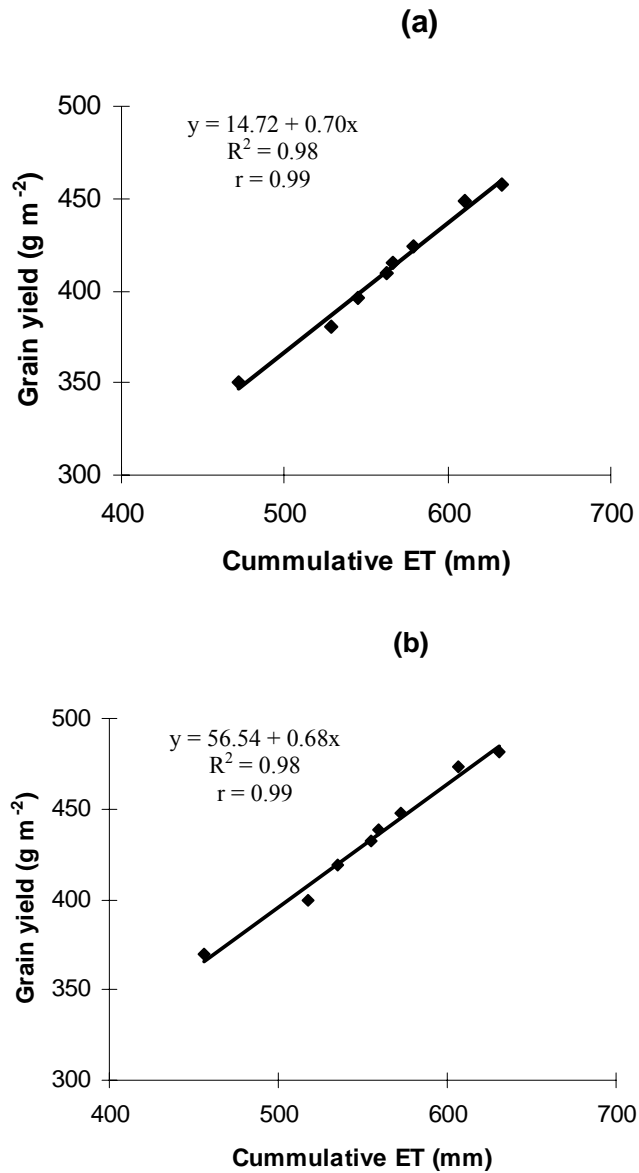 (a)
500
450
400
350
300
Grain yield (g m -2)
y = 14.72 + 0.70x
R2 = 0.98
r = 0.99
400 500 600 700
Cummulative ET (mm)
(b)
500
450
400
350
300
Grain yield (g m -2)
y = 56.54 + 0.68x
R2 = 0.98
r = 0.99
400 500 600 700
Cummulative ET (mm)